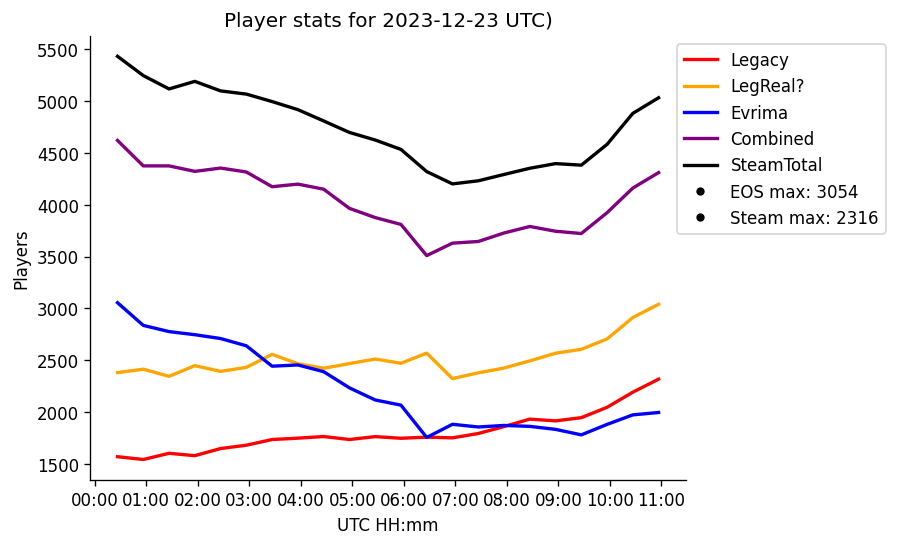 Player stats for 2023-12-23 UTC)
5500
5000
4500
4000
3500
3000
2500
2000
1500
Players
00:00 01:00 02:00 03:00 04:00 05:00 06:00 07:00 08:00 09:00 10:00 11:00
UTC HH:mm
Legacy
LegReal?
Evrima
Combined
SteamTotal
EOS max: 3054
Steam max: 2316